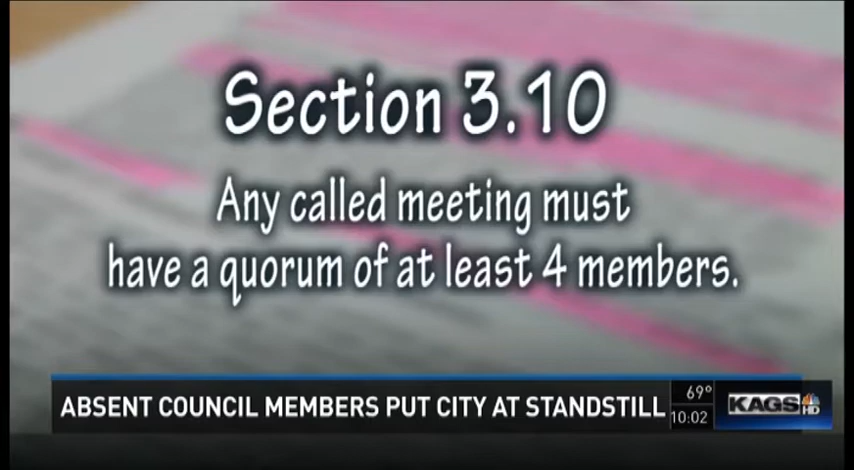 Section 3.10
Any called meeting must
have a quorum of at least 4 members.
ABSENT COUNCIL MEMBERS PUT CITY AT STANDSTILL
69°
10:02
KAGS HD